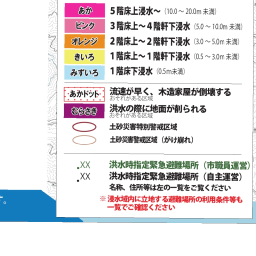 あか 5階床上浸水～（10.0 ～ 20.0m 未満）
ピンク 3階床上～4階軒下浸水（5.0 ～ 10.0m 未満）
オレンジ 2階床上～2階軒下浸水（3.0 ～ 5.0m 未満）
きいろ 1階床上～1階軒下浸水（0.5 ～ 3.0m 未満）
みずいろ 1階床下浸水（0.5m未満）
あかドット 流速が早く、木造家屋が倒壊する
おそれがある区域
むらさき 洪水の際に地面が削られる
おそれがある区域
土砂災害特別警戒区域
土砂災害警戒区域（がけ崩れ）
XX 洪水時指定緊急避難場所（市職員運営）
XX 洪水時指定緊急避難場所（自主運営）
名称、住所等は左の一覧をご覧ください
※浸水域内に立地する避難場所の利用条件等も
一覧でご確認ください
す。